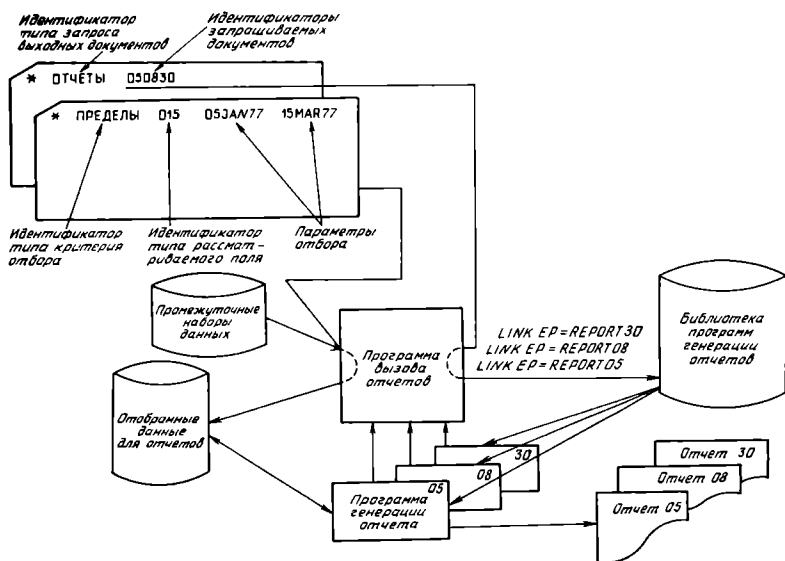 Идентификатор
типа запроса
выходных документов
Идентификаторы
запрашиваемых
документов
* ОТЧЕТЫ 050830
* ПРЕДЕЛЫ 015 05JAN77 15MAR77
Идентификатор
типа критерия
отбора
Идентификатор
типа рассмат-
риваемого поля
Параметры
отбора
Промежуточные
наборы
данных
Программа
вызова
отчетов
LINK EP=REPORT30
LINK EP=REPORT08
LINK EP=REPORT05
Библиотека
программ
генерации
отчетов
Отобранные
данные
для отчетов
30
08
05
Программа
генерации
отчета
Отчет 30
Отчет 08
Отчет 05